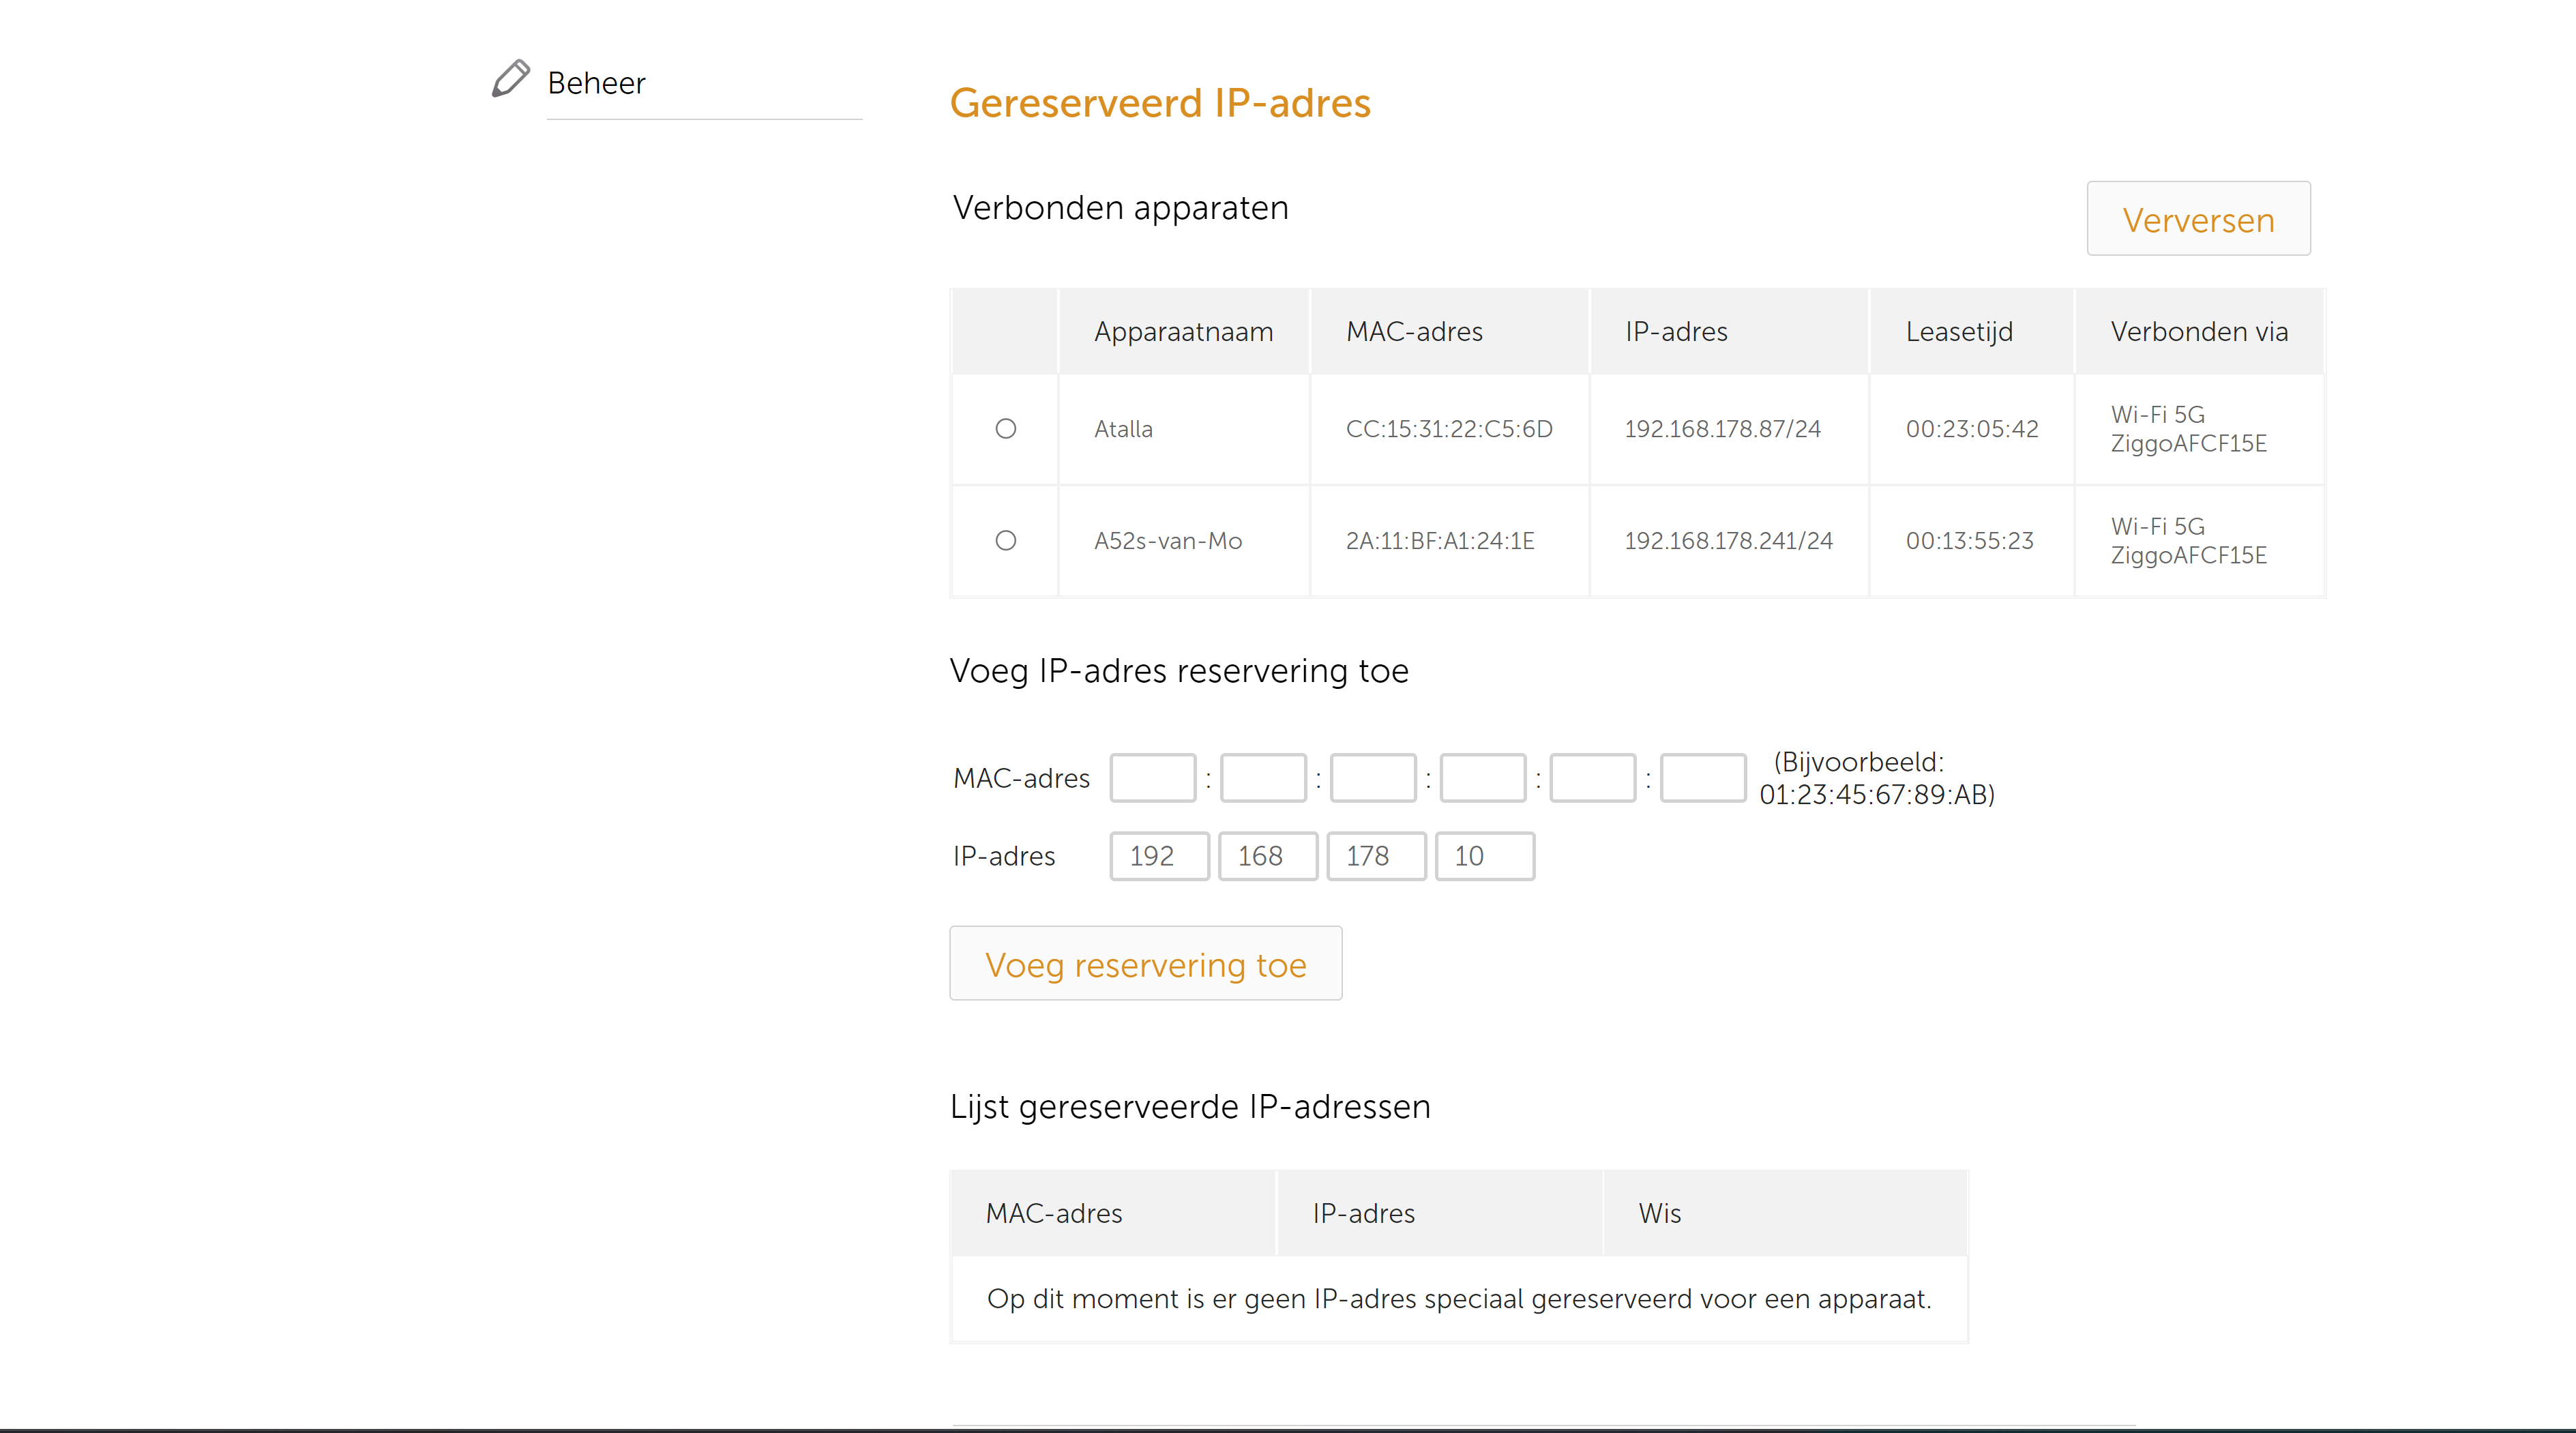 Beheer
Gereserveerd IP-adres
Verbonden apparaten
Verversen
Apparaatnaam MAC-adres IP-adres Leasetijd Verbonden via
Atalla CC:15:31:22:C5:6D 192.168.178.87/24 00:23:05:42 Wi-Fi 5G
ZiggoAFCF15E
A52s-van-Mo 2A:11:BF:A1:24:1E 192.168.178.241/24 00:13:55:23 Wi-Fi 5G
ZiggoAFCF15E
Voeg IP-adres reservering toe
MAC-adres : : : : : (Bijvoorbeeld:
01:23:45:67:89:AB)
IP-adres 192 168 178 10
Voeg reservering toe
Lijst gereserveerde IP-adressen
MAC-adres IP-adres Wis
Op dit moment is er geen IP-adres speciaal gereserveerd voor een apparaat.